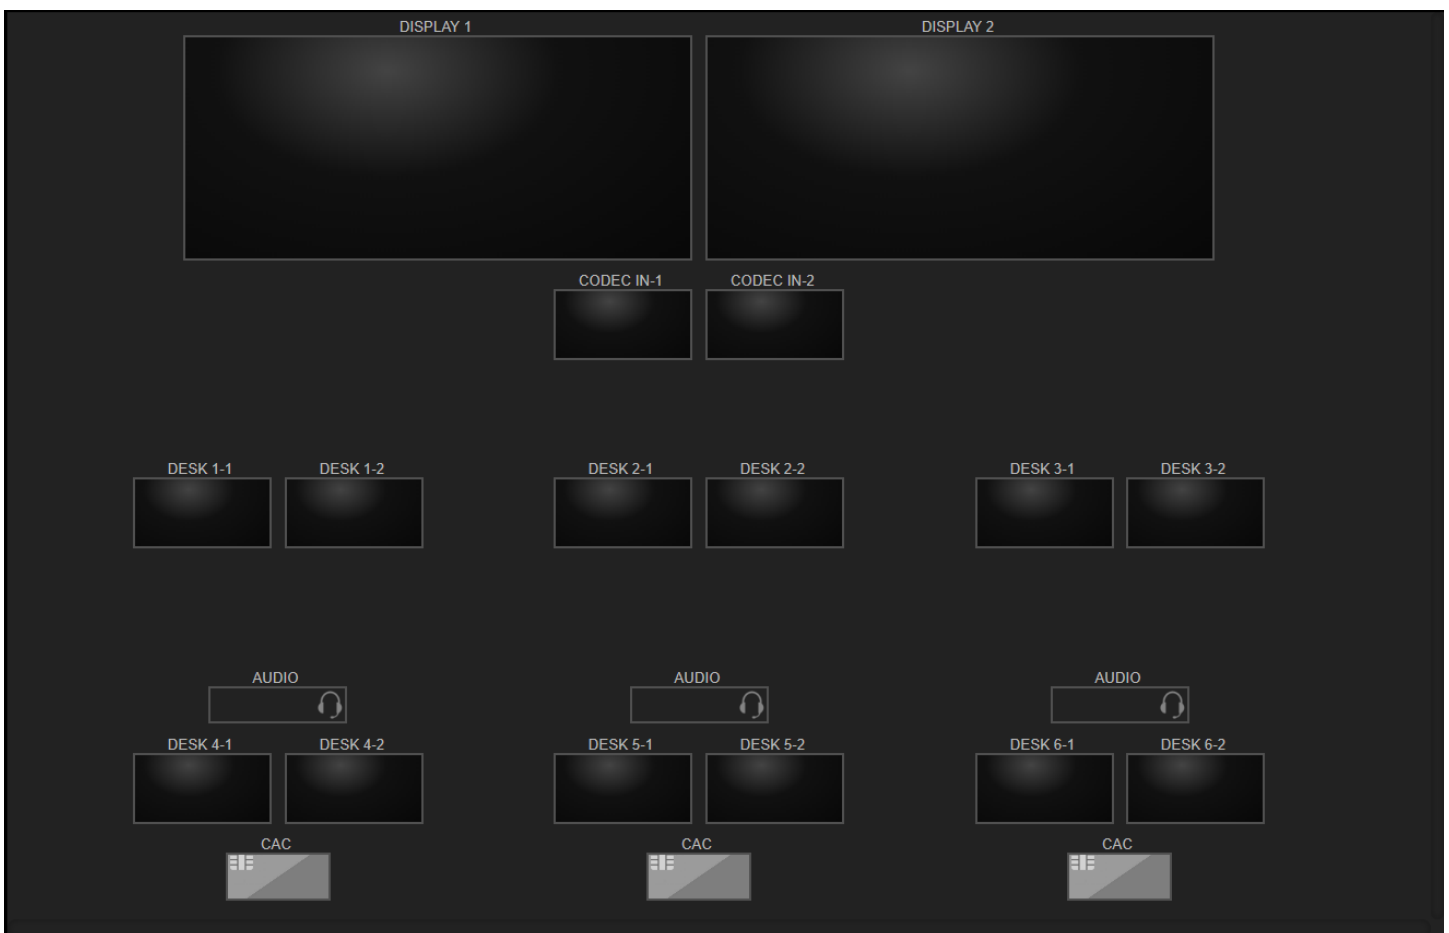 DISPLAY 1 DISPLAY 2
CODEC IN-1 CODEC IN-2
DESK 1-1 DESK 1-2 DESK 2-1 DESK 2-2 DESK 3-1 DESK 3-2
AUDIO AUDIO AUDIO
DESK 4-1 DESK 4-2 DESK 5-1 DESK 5-2 DESK 6-1 DESK 6-2
CAC CAC CAC